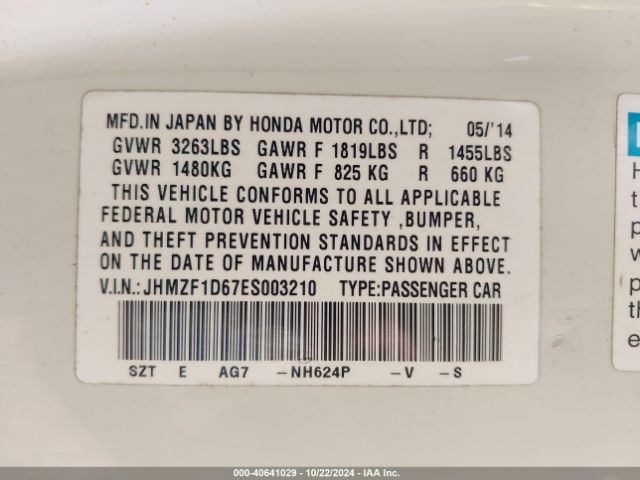 MFD.IN JAPAN BY HONDA MOTOR CO.,LTD; 05/'14
GVWR 3263LBS GAWR F 1819LBS R 1455LBS
GVWR 1480KG GAWR F 825 KG R 660 KG
THIS VEHICLE CONFORMS TO ALL APPLICABLE
FEDERAL MOTOR VEHICLE SAFETY ,BUMPER,
AND THEFT PREVENTION STANDARDS IN EFFECT
ON THE DATE OF MANUFACTURE SHOWN ABOVE.
V.I.N.:JHMZF1D67ES003210 TYPE:PASSENGER CAR
SZT E AG7 -NH624P -V -S
000-40641029 - 10/22/2024 - IAA Inc.